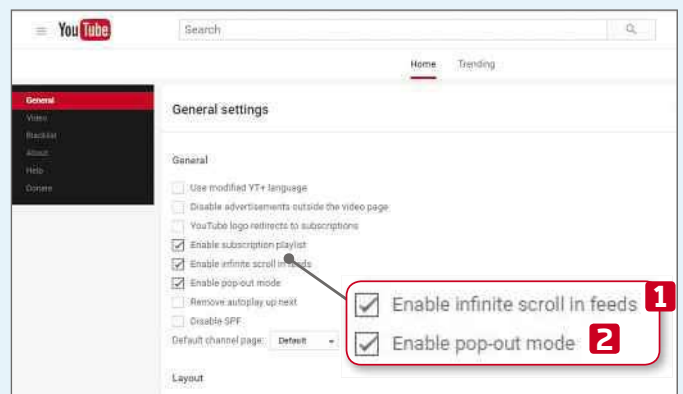 YouTube
Search
Home Trending
General
Video
Blacklist
About
Help
Donate
General settings
General
Use modified YT+ language
Disable advertisements outside the video page
YouTube logo redirects to subscriptions
Enable subscription playlist
Enable infinite scroll in feeds
Enable pop-out mode
Remove autoplay up next
Disable SPF
Default channel page: Default
Layout
Enable infinite scroll in feeds 1
Enable pop-out mode 2